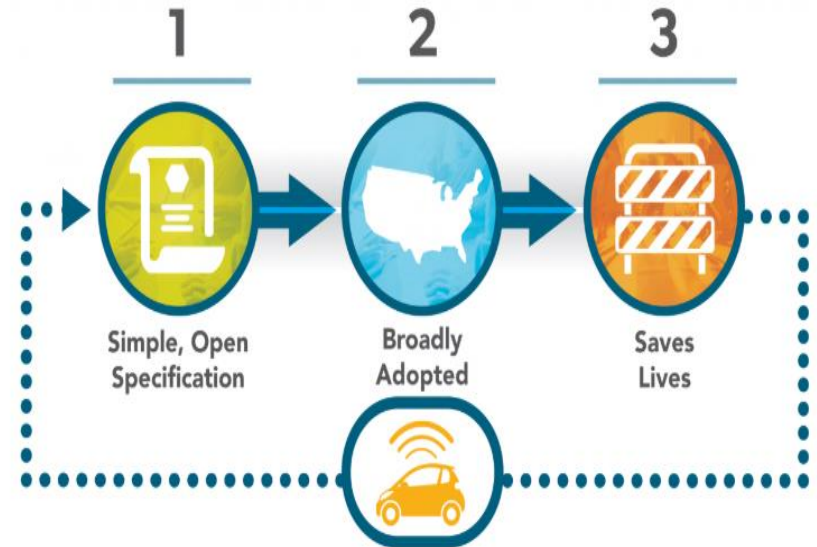 1
2
3
Simple, Open
Specification
Broadly
Adopted
Saves
Lives